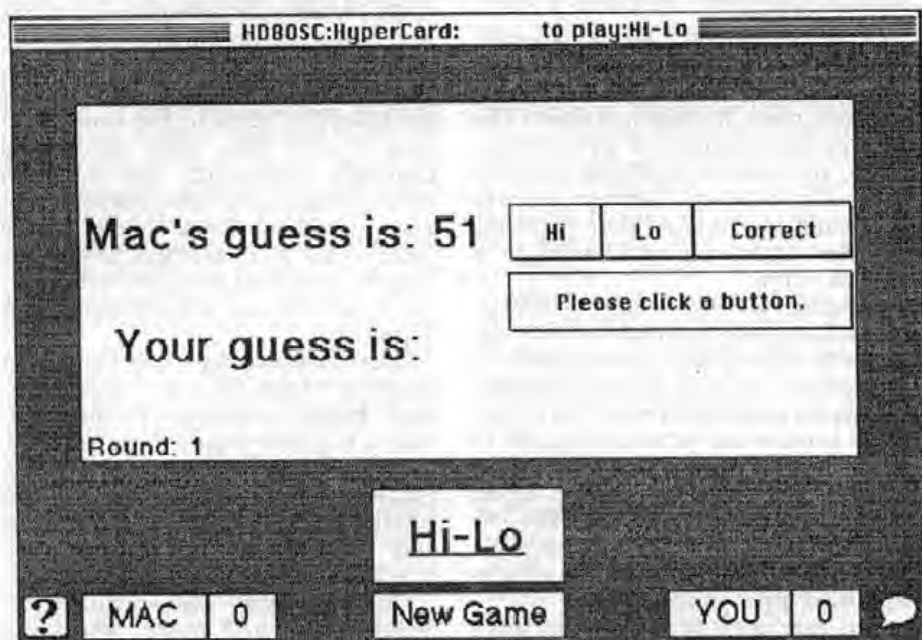 HD80SC:HyperCard: to play:Hi-Lo
Mac's guess is: 51
Hi Lo Correct
Please click a button.
Your guess is:
Round: 1
Hi-Lo
? MAC 0 New Game YOU 0